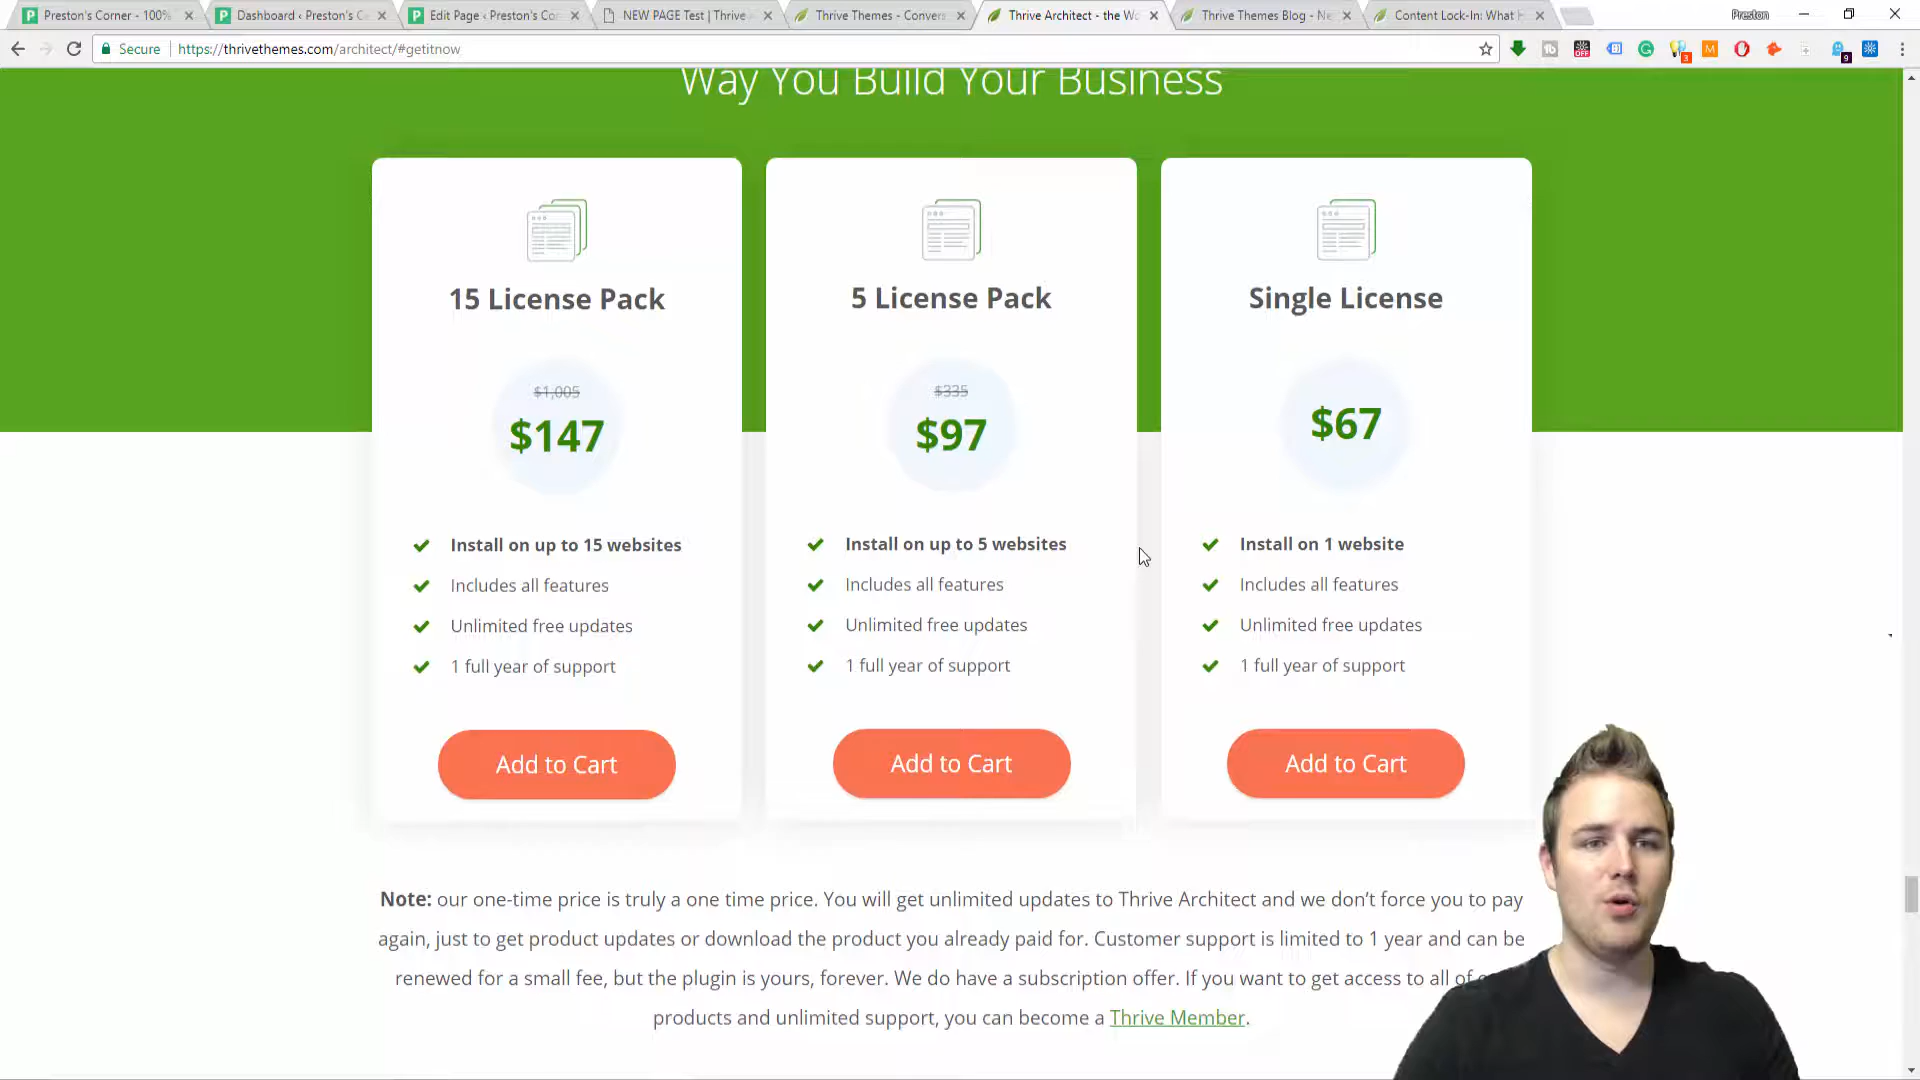 Preston's Corner - 100%
Dashboard ‹ Preston's C
Edit Page ‹ Preston's Co
NEW PAGE Test | Thrive
Thrive Themes - Conver
Thrive Architect - the W
Thrive Themes Blog - Ne
Content Lock-In: What H
Preston
Secure
https://thrivethemes.com/architect/#getitnow
Way You Build Your Business
15 License Pack
$1,005
$147
Install on up to 15 websites
Includes all features
Unlimited free updates
1 full year of support
Add to Cart
5 License Pack
$335
$97
Install on up to 5 websites
Includes all features
Unlimited free updates
1 full year of support
Add to Cart
Single License
$67
Install on 1 website
Includes all features
Unlimited free updates
1 full year of support
Add to Cart
Note: our one-time price is truly a one time price. You will get unlimited updates to Thrive Architect and we don't force you to pay
again, just to get product updates or download the product you already paid for. Customer support is limited to 1 year and can be
renewed for a small fee, but the plugin is yours, forever. We do have a subscription offer. If you want to get access to all of
products and unlimited support, you can become a Thrive Member.